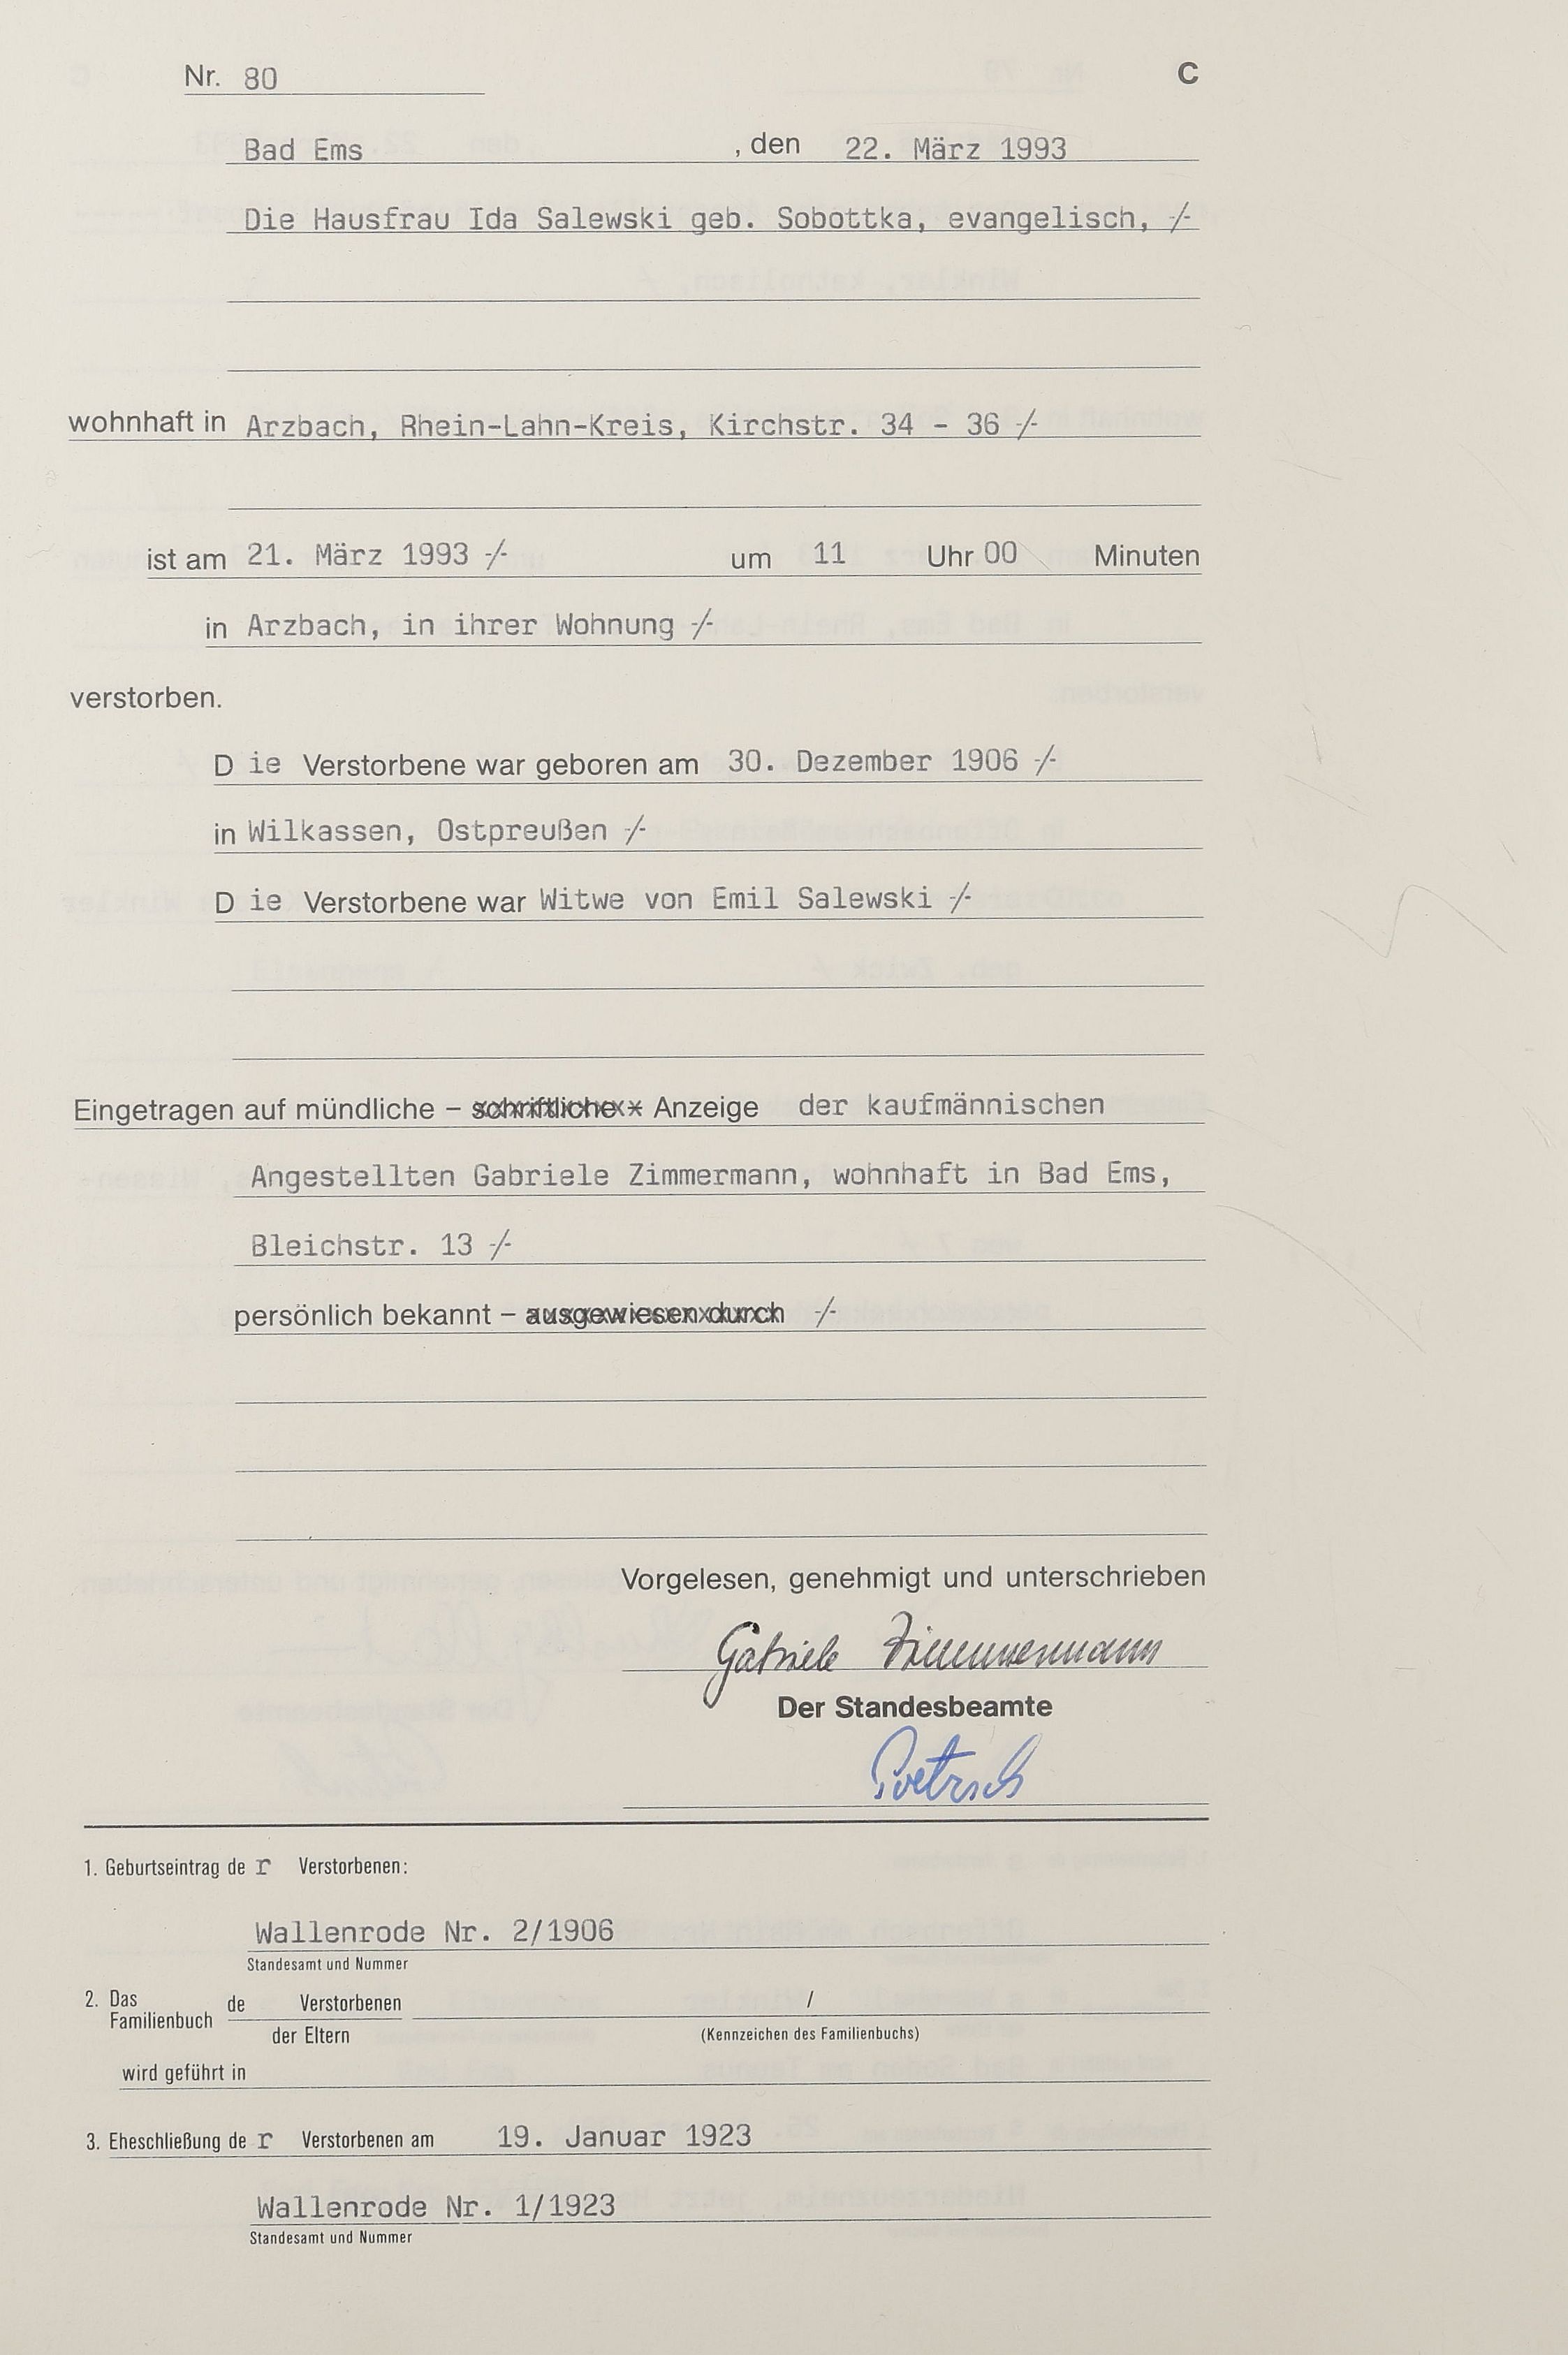 Nr. 80 C
Bad Ems , den 22. März 1993
Die Hausfrau Ida Salewski geb. Sobottka, evangelisch, -/-
wohnhaft in Arzbach, Rhein-Lahn-Kreis, Kirchstr. 34 - 36 -/-
ist am 21. März 1993 -/- um 11 Uhr 00 Minuten
in Arzbach, in ihrer Wohnung -/-
verstorben.
D ie Verstorbene war geboren am 30. Dezember 1906 -/-
in Wilkassen, Ostpreußen -/-
D ie Verstorbene war Witwe von Emil Salewski -/-
Eingetragen auf mündliche – schriftliche Anzeige der kaufmännischen
Angestellten Gabriele Zimmermann, wohnhaft in Bad Ems,
Bleichstr. 13 -/-
persönlich bekannt – ausgewiesen durch -/-
Vorgelesen, genehmigt und unterschrieben
Gabriele Zimmermann
Der Standesbeamte
1. Geburtseintrag de r Verstorbenen:
Wallenrode Nr. 2/1906
Standesamt und Nummer
2. Das Familienbuch de Verstorbenen /
der Eltern (Kennzeichen des Familienbuchs)
wird geführt in
3. Eheschließung de r Verstorbenen am 19. Januar 1923
Wallenrode Nr. 1/1923
Standesamt und Nummer